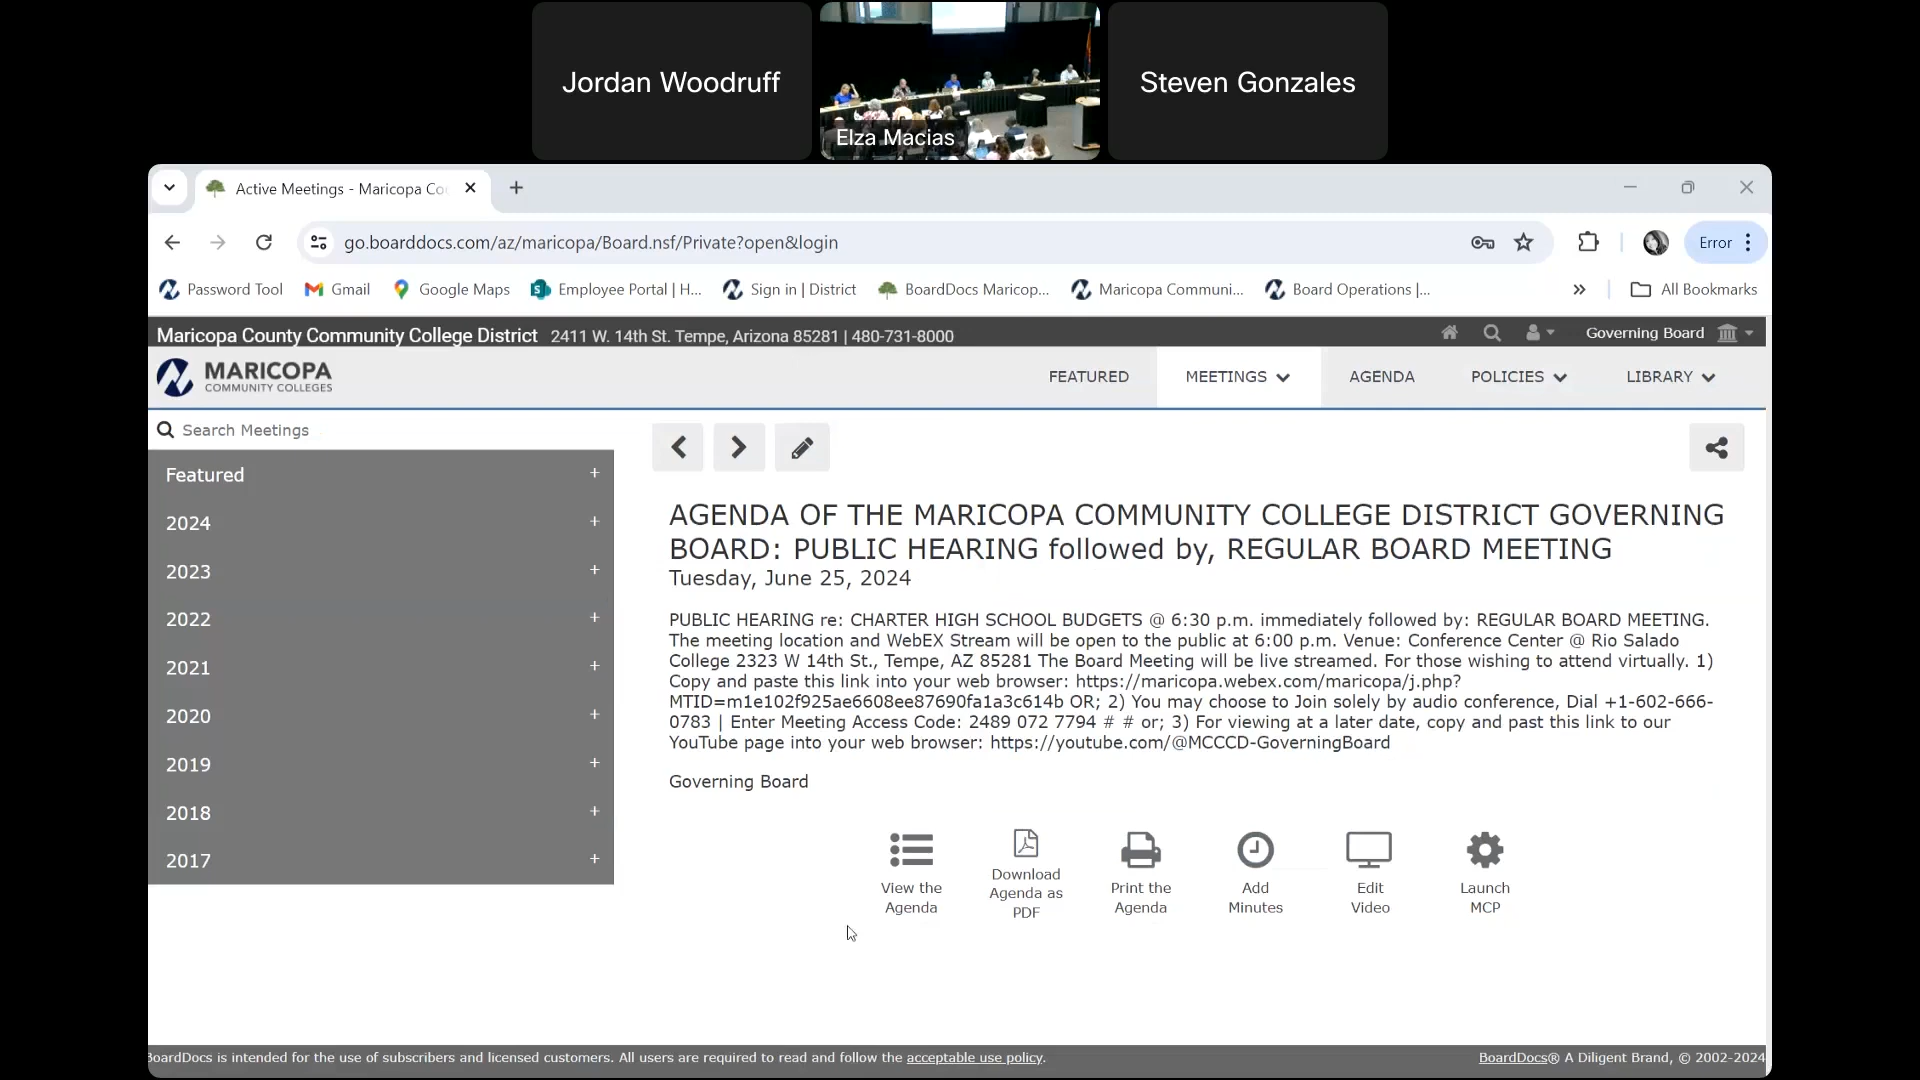 Jordan Woodruff
Elza Macias
Steven Gonzales
Active Meetings - Maricopa Co
go.boarddocs.com/az/maricopa/Board.nsf/Private?open&login
Error
Password Tool
Gmail
Google Maps
Employee Portal | H...
Sign in | District
BoardDocs Maricop...
Maricopa Communi...
Board Operations |...
All Bookmarks
Maricopa County Community College District 2411 W. 14th St. Tempe, Arizona 85281 | 480-731-8000
Governing Board
MARICOPA
COMMUNITY COLLEGES
FEATURED
MEETINGS
AGENDA
POLICIES
LIBRARY
Search Meetings
Featured +
2024 +
2023 +
2022 +
2021 +
2020 +
2019 +
2018 +
2017 +
AGENDA OF THE MARICOPA COMMUNITY COLLEGE DISTRICT GOVERNING
BOARD: PUBLIC HEARING followed by, REGULAR BOARD MEETING
Tuesday, June 25, 2024
PUBLIC HEARING re: CHARTER HIGH SCHOOL BUDGETS @ 6:30 p.m. immediately followed by: REGULAR BOARD MEETING.
The meeting location and WebEX Stream will be open to the public at 6:00 p.m. Venue: Conference Center @ Rio Salado
College 2323 W 14th St., Tempe, AZ 85281 The Board Meeting will be live streamed. For those wishing to attend virtually. 1)
Copy and paste this link into your web browser: https://maricopa.webex.com/maricopa/j.php?
MTID=m1e102f925ae6608ee87690fa1a3c614b OR; 2) You may choose to Join solely by audio conference, Dial +1-602-666-
0783 | Enter Meeting Access Code: 2489 072 7794 # # or; 3) For viewing at a later date, copy and past this link to our
YouTube page into your web browser: https://youtube.com/@MCCCD-GoverningBoard
Governing Board
View the
Agenda
Download
Agenda as
PDF
Print the
Agenda
Add
Minutes
Edit
Video
Launch
MCP
BoardDocs is intended for the use of subscribers and licensed customers. All users are required to read and follow the acceptable use policy.
BoardDocs® A Diligent Brand, © 2002-2024